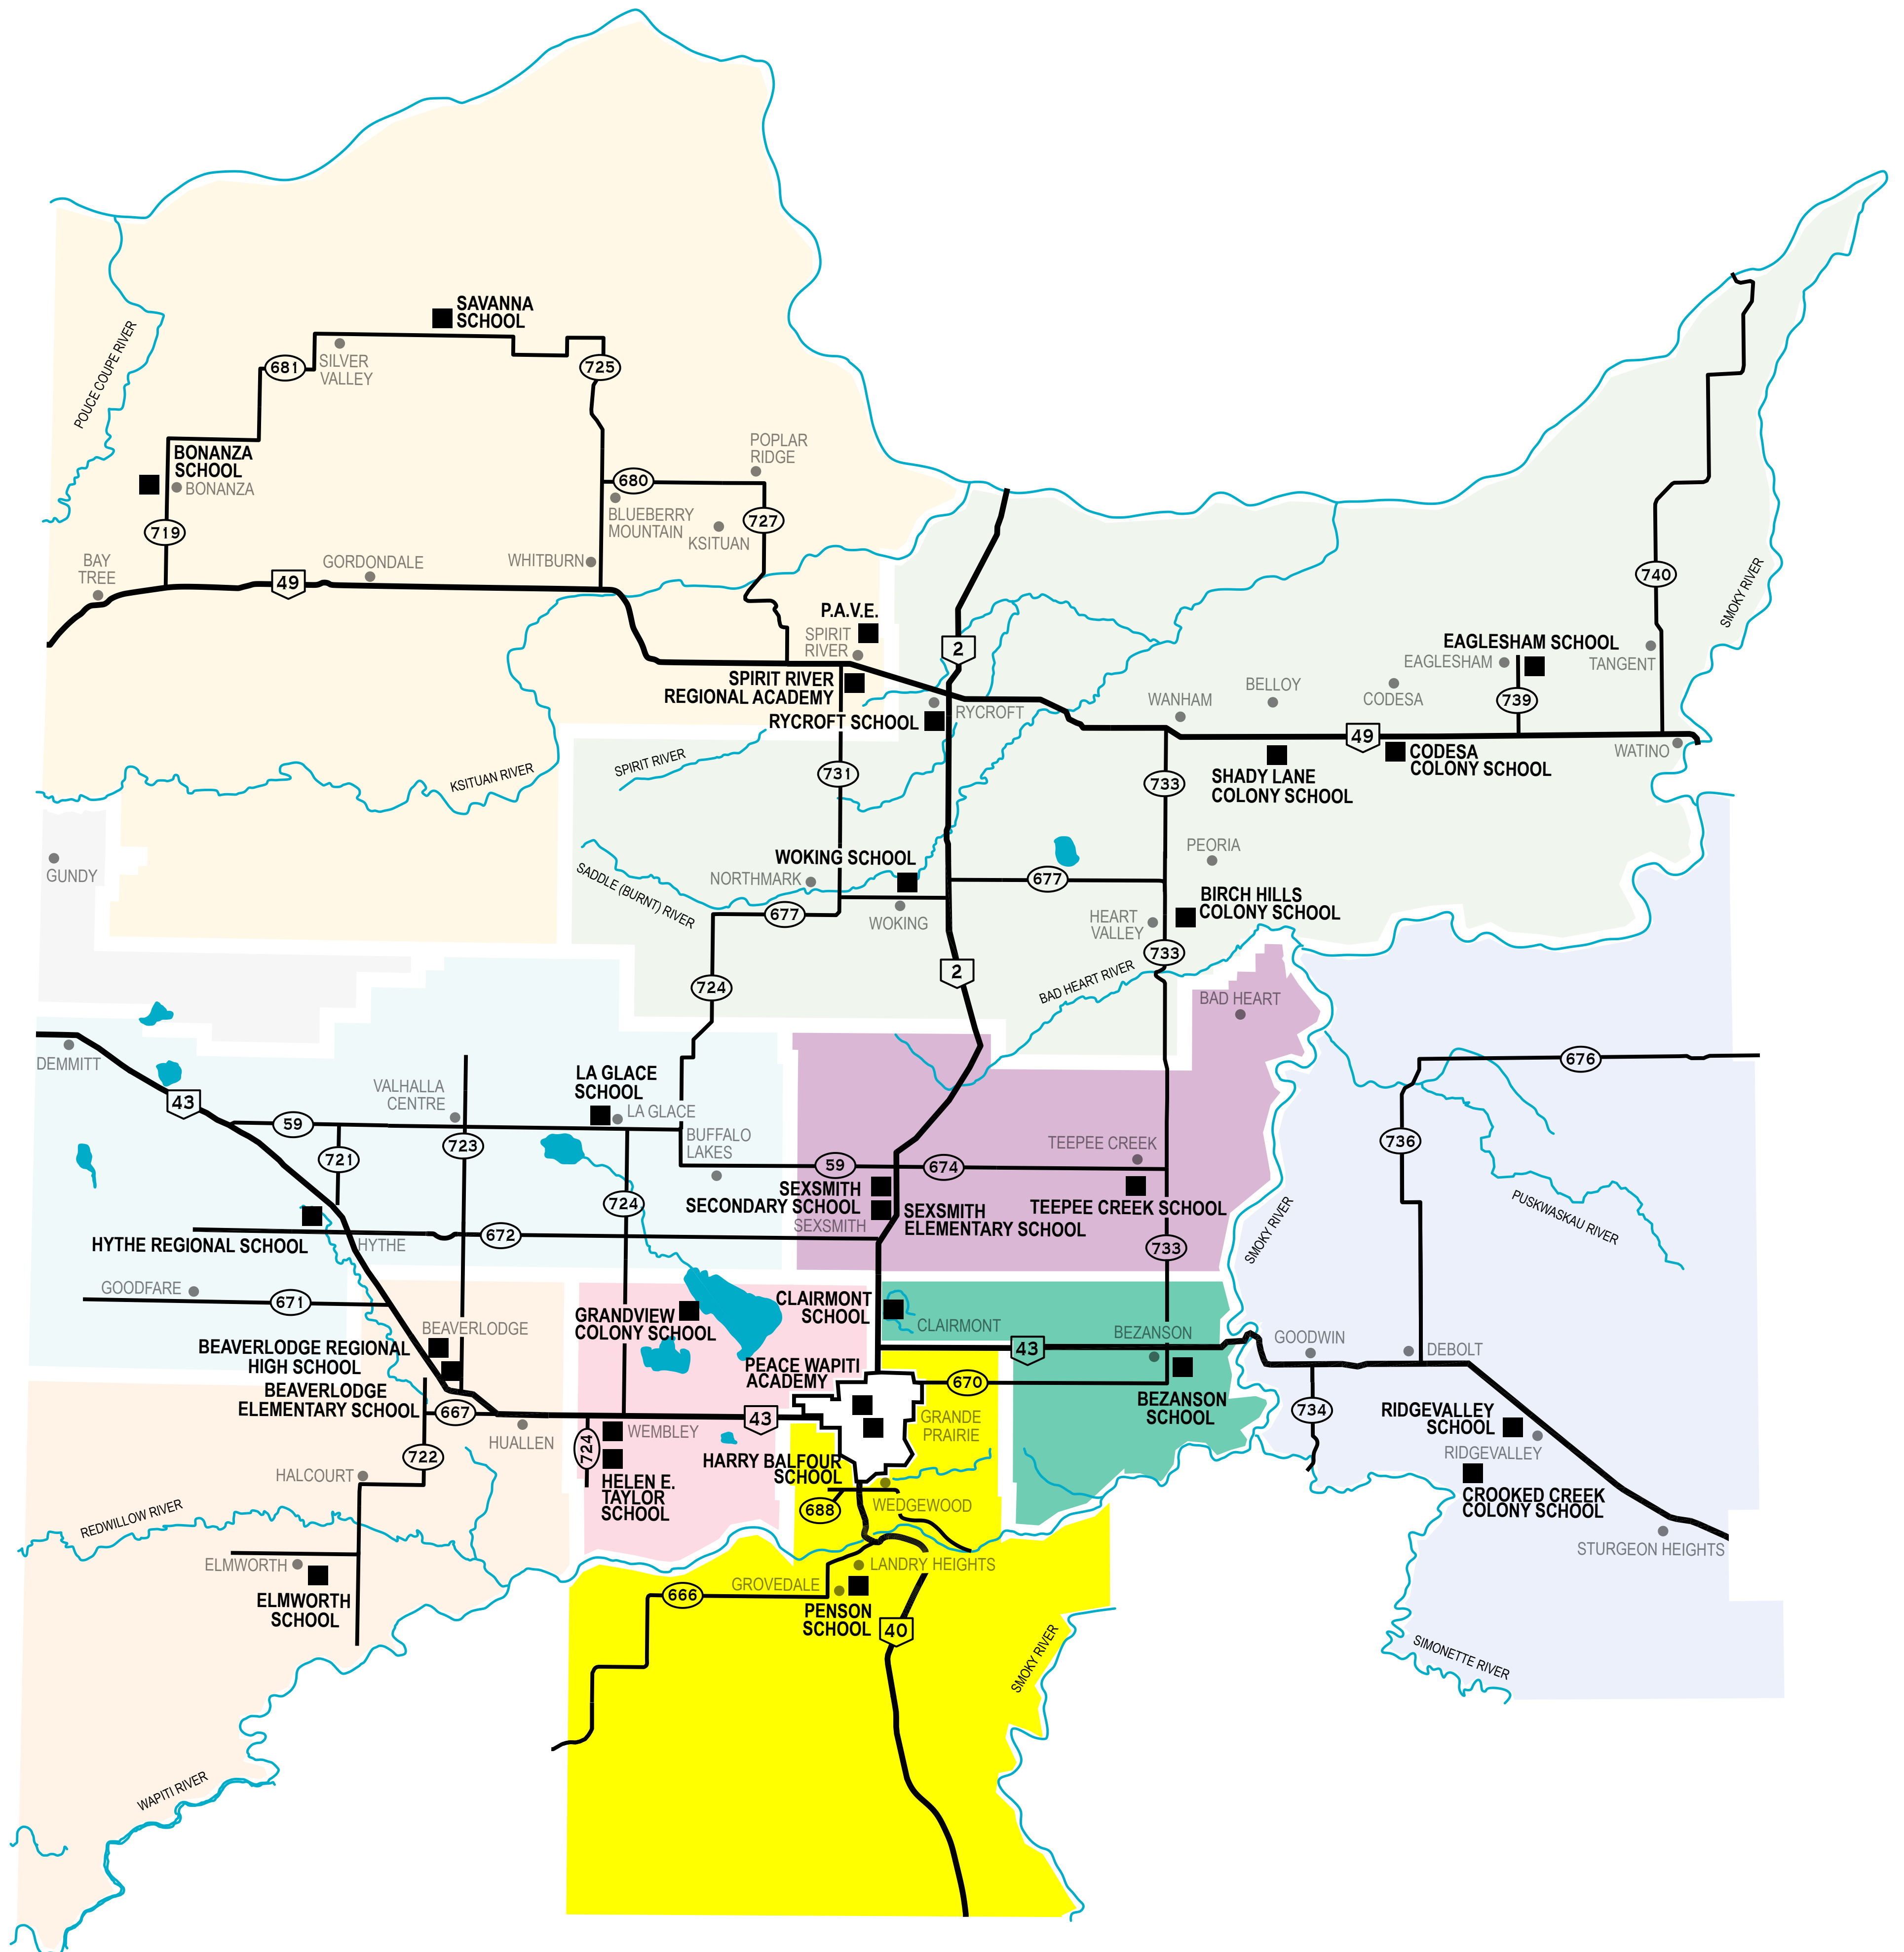 SAVANNA
SCHOOL
POUCE COUPE RIVER
681
SILVER
VALLEY
725
BONANZA
SCHOOL
BONANZA
719
POPLAR
RIDGE
680
BLUEBERRY
MOUNTAIN
727
KSITUAN
BAY
TREE
49
GORDONDALE
WHITBURN
740
SMOKY RIVER
P.A.V.E.
SPIRIT
RIVER
2
EAGLESHAM SCHOOL
EAGLESHAM
TANGENT
SPIRIT RIVER
REGIONAL ACADEMY
RYCROFT SCHOOL
RYCROFT
WANHAM
BELLOY
CODESA
739
49
WATINO
CODESA
COLONY SCHOOL
SHADY LANE
COLONY SCHOOL
SPIRIT RIVER
KSITUAN RIVER
731
733
GUNDY
WOKING SCHOOL
NORTHMARK
SADDLE (BURNT) RIVER
677
WOKING
677
PEORIA
BIRCH HILLS
COLONY SCHOOL
HEART
VALLEY
733
724
2
BAD HEART RIVER
BAD HEART
DEMMITT
43
59
VALHALLA
CENTRE
LA GLACE
SCHOOL
LA GLACE
676
721
723
BUFFALO
LAKES
59
674
TEEPEE CREEK
736
724
SEXSMITH
SECONDARY SCHOOL
SEXSMITH
SEXSMITH
ELEMENTARY SCHOOL
TEEPEE CREEK SCHOOL
SMOKY RIVER
PUSKWASKAU RIVER
HYTHE REGIONAL SCHOOL
HYTHE
672
733
GOODFARE
671
GRANDVIEW
COLONY SCHOOL
CLAIRMONT
SCHOOL
CLAIRMONT
BEAVERLODGE
BEAVERLODGE REGIONAL
HIGH SCHOOL
43
BEZANSON
GOODWIN
DEBOLT
PEACE WAPITI
ACADEMY
670
BEZANSON
SCHOOL
BEAVERLODGE
ELEMENTARY SCHOOL
667
HUALLEN
43
GRANDE
PRAIRIE
734
RIDGEVALLEY
SCHOOL
RIDGEVALLEY
722
724
WEMBLEY
HARRY BALFOUR
SCHOOL
HALCOURT
HELEN E.
TAYLOR
SCHOOL
688
WEDGEWOOD
CROOKED CREEK
COLONY SCHOOL
REDWILLOW RIVER
STURGEON HEIGHTS
ELMWORTH
ELMWORTH
SCHOOL
LANDRY HEIGHTS
GROVEDALE
666
PENSON
SCHOOL
40
SMOKY RIVER
SIMONETTE RIVER
WAPITI RIVER